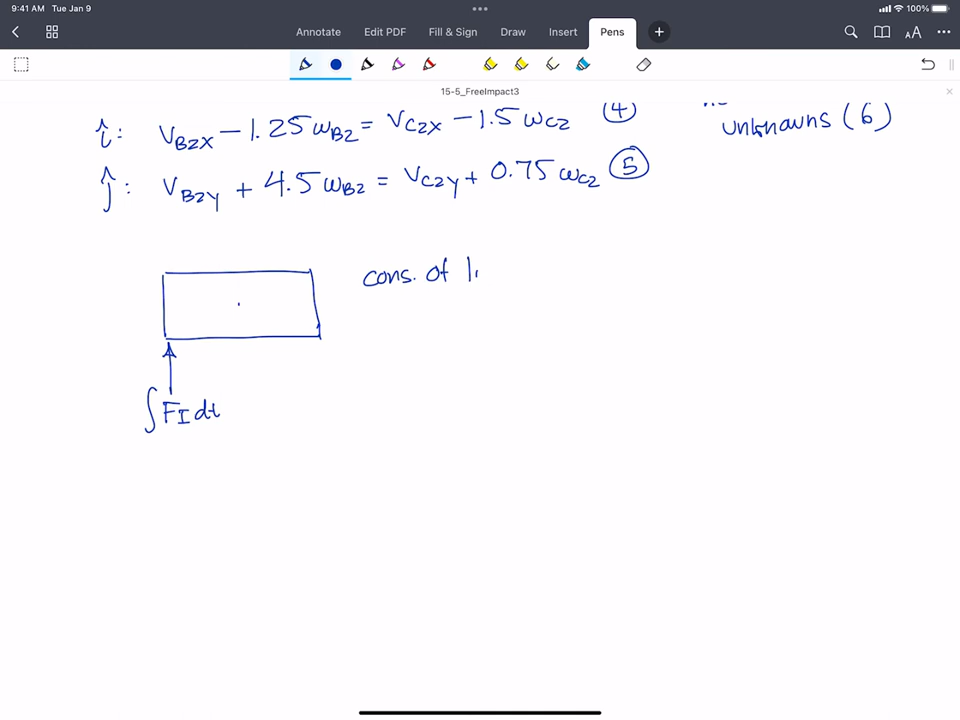 9:41 AM Tue Jan 9
100%
Annotate Edit PDF Fill & Sign Draw Insert Pens
AA
15-5_FreeImpact3
î: V_B2X − 1.25 ω_B2 = V_C2X − 1.5 ω_C2 (4)
unknowns (6)
ĵ: V_B2Y + 4.5 ω_B2 = V_C2Y + 0.75 ω_C2 (5)
cons. of
∫ F_I dt